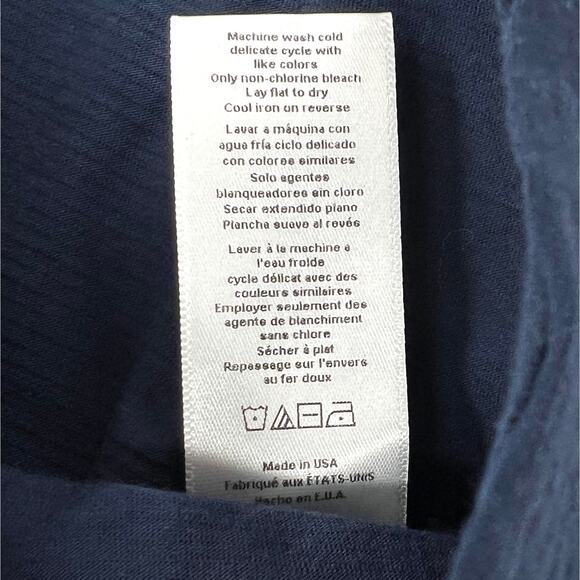 Machine wash cold
delicate cycle with
like colors
Only non-chlorine bleach
Lay flat to dry
Cool iron on reverse
Lavar a máquina con
agua fría ciclo delicado
con colores similares
Solo agentes
blanqueadores sin cloro
Secar extendido plano
Plancha suave al revés
Laver à la machine a
l'eau froide
cycle délicat avec des
couleurs similaires
Employer seulement des
agente de blanchiment
sans chlore
Sécher à plat
Repassage sur l'envers
au fer doux
Made in USA
Fabriqué aux ÉTATS-UNIS
Hecho en E.U.A.